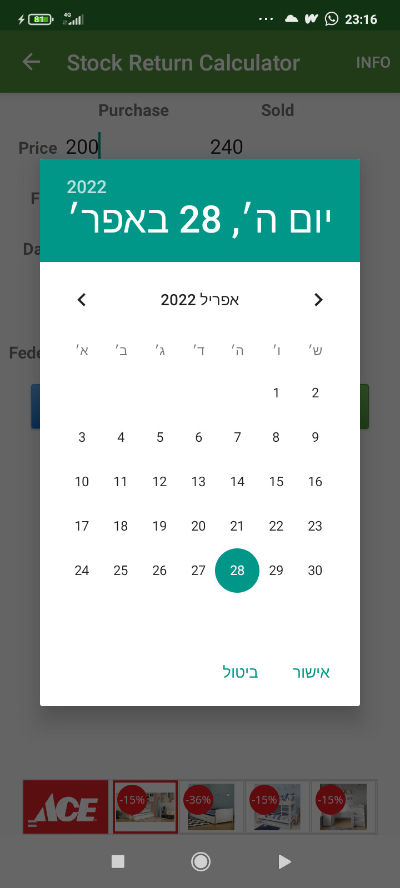 81
4G
23:16
Stock Return Calculator
INFO
Purchase Sold
Price 200 240
F
Da
Fede
2022
יום ה׳, 28 באפר׳
אפריל 2022
א׳ ב׳ ג׳ ד׳ ה׳ ו׳ ש׳
1 2
3 4 5 6 7 8 9
10 11 12 13 14 15 16
17 18 19 20 21 22 23
24 25 26 27 28 29 30
ביטול אישור
ACE -15% -36% -15% -15%